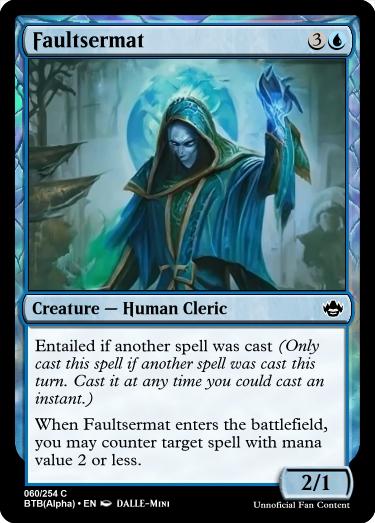 Faultsermat 3
Creature — Human Cleric
Entailed if another spell was cast (Only
cast this spell if another spell was cast this
turn. Cast it at any time you could cast an
instant.)
When Faultsermat enters the battlefield,
you may counter target spell with mana
value 2 or less.
2/1
060/254 C
BTB(Alpha) • EN DALLE-Mini
Unnoficial Fan Content